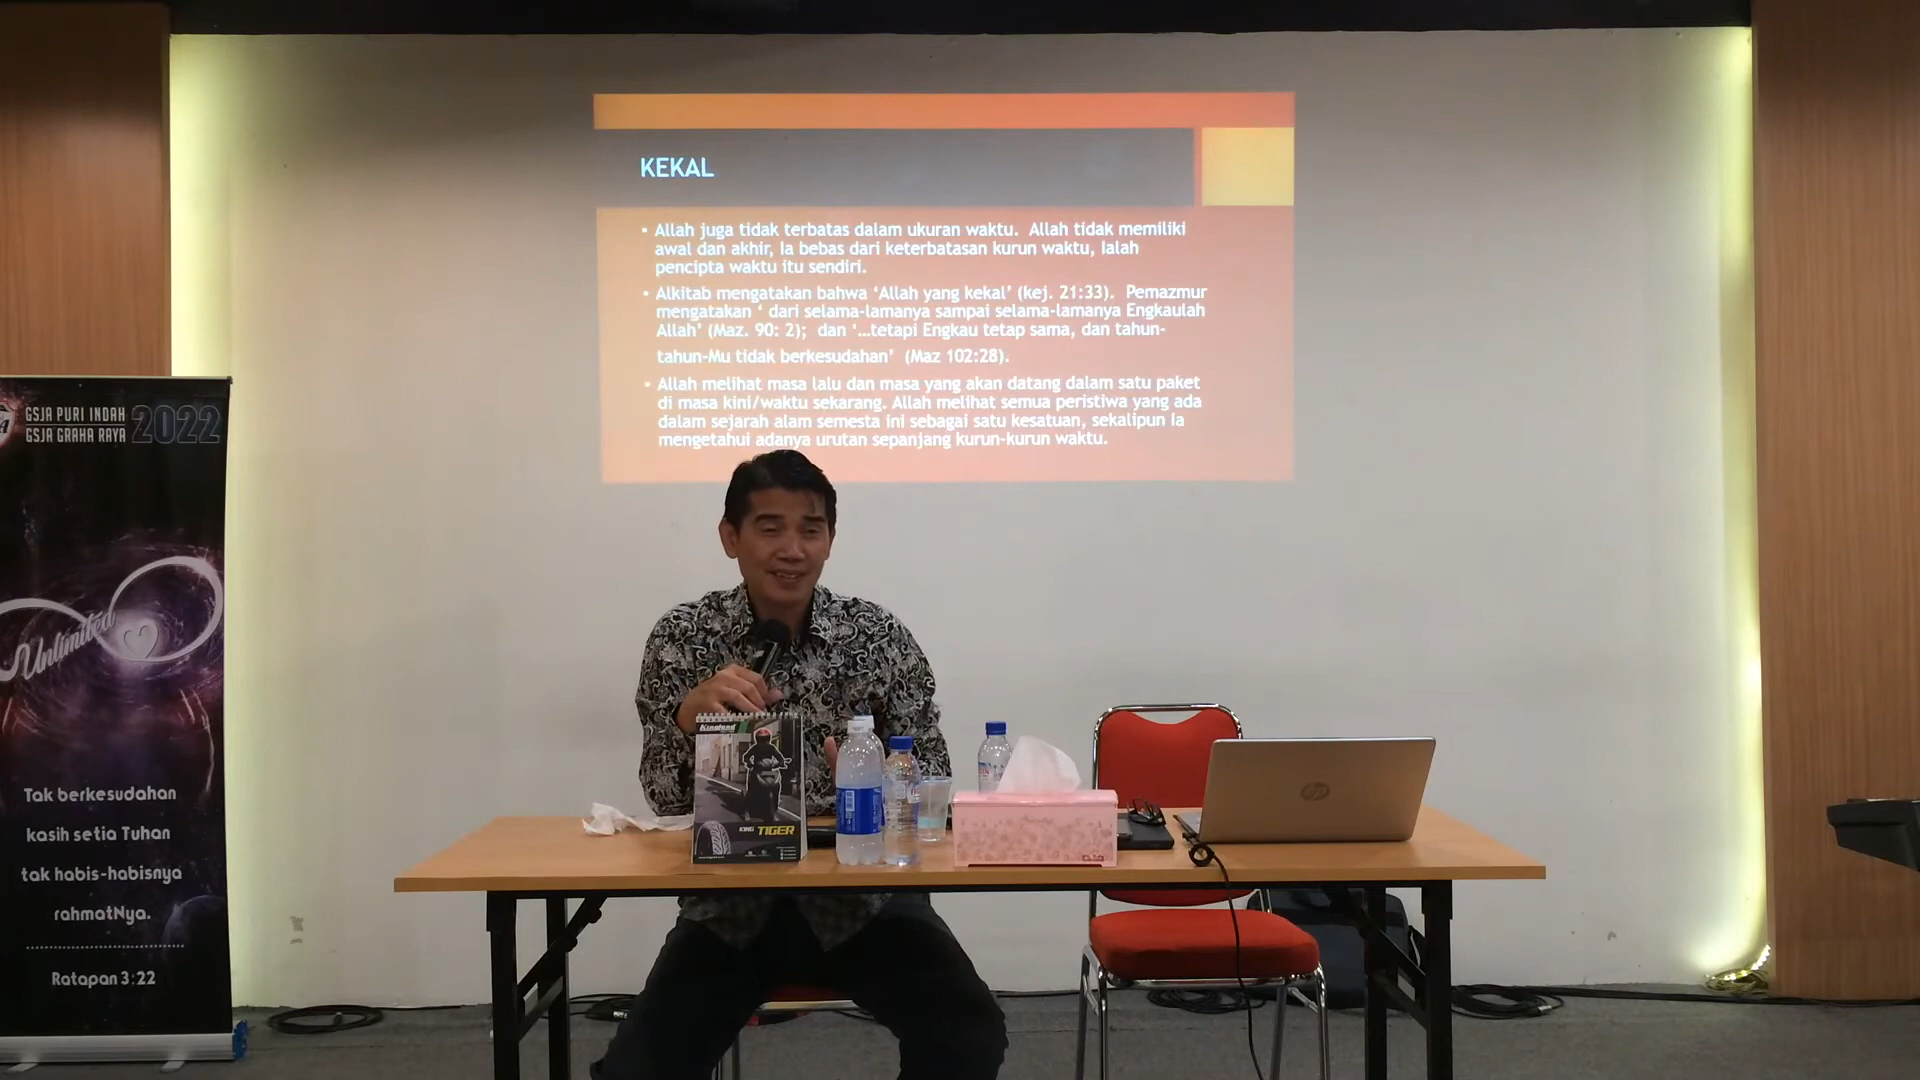 KEKAL
• Allah juga tidak terbatas dalam ukuran waktu. Allah tidak memiliki
awal dan akhir, Ia bebas dari keterbatasan kurun waktu, Ialah
pencipta waktu itu sendiri.
• Alkitab mengatakan bahwa ‘Allah yang kekal’ (kej. 21:33). Pemazmur
mengatakan ‘ dari selama-lamanya sampai selama-lamanya Engkaulah
Allah’ (Maz. 90: 2); dan ‘…tetapi Engkau tetap sama, dan tahun-
tahun-Mu tidak berkesudahan’ (Maz 102:28).
• Allah melihat masa lalu dan masa yang akan datang dalam satu paket
di masa kini/waktu sekarang. Allah melihat semua peristiwa yang ada
dalam sejarah alam semesta ini sebagai satu kesatuan, sekalipun Ia
mengetahui adanya urutan sepanjang kurun-kurun waktu.
GSJA PURI INDAH
GSJA GRAHA RAYA
2022
Unlimited
Tak berkesudahan
kasih setia Tuhan
tak habis-habisnya
rahmatNya.
Ratapan 3:22
Kingland
KING TIGER
hp